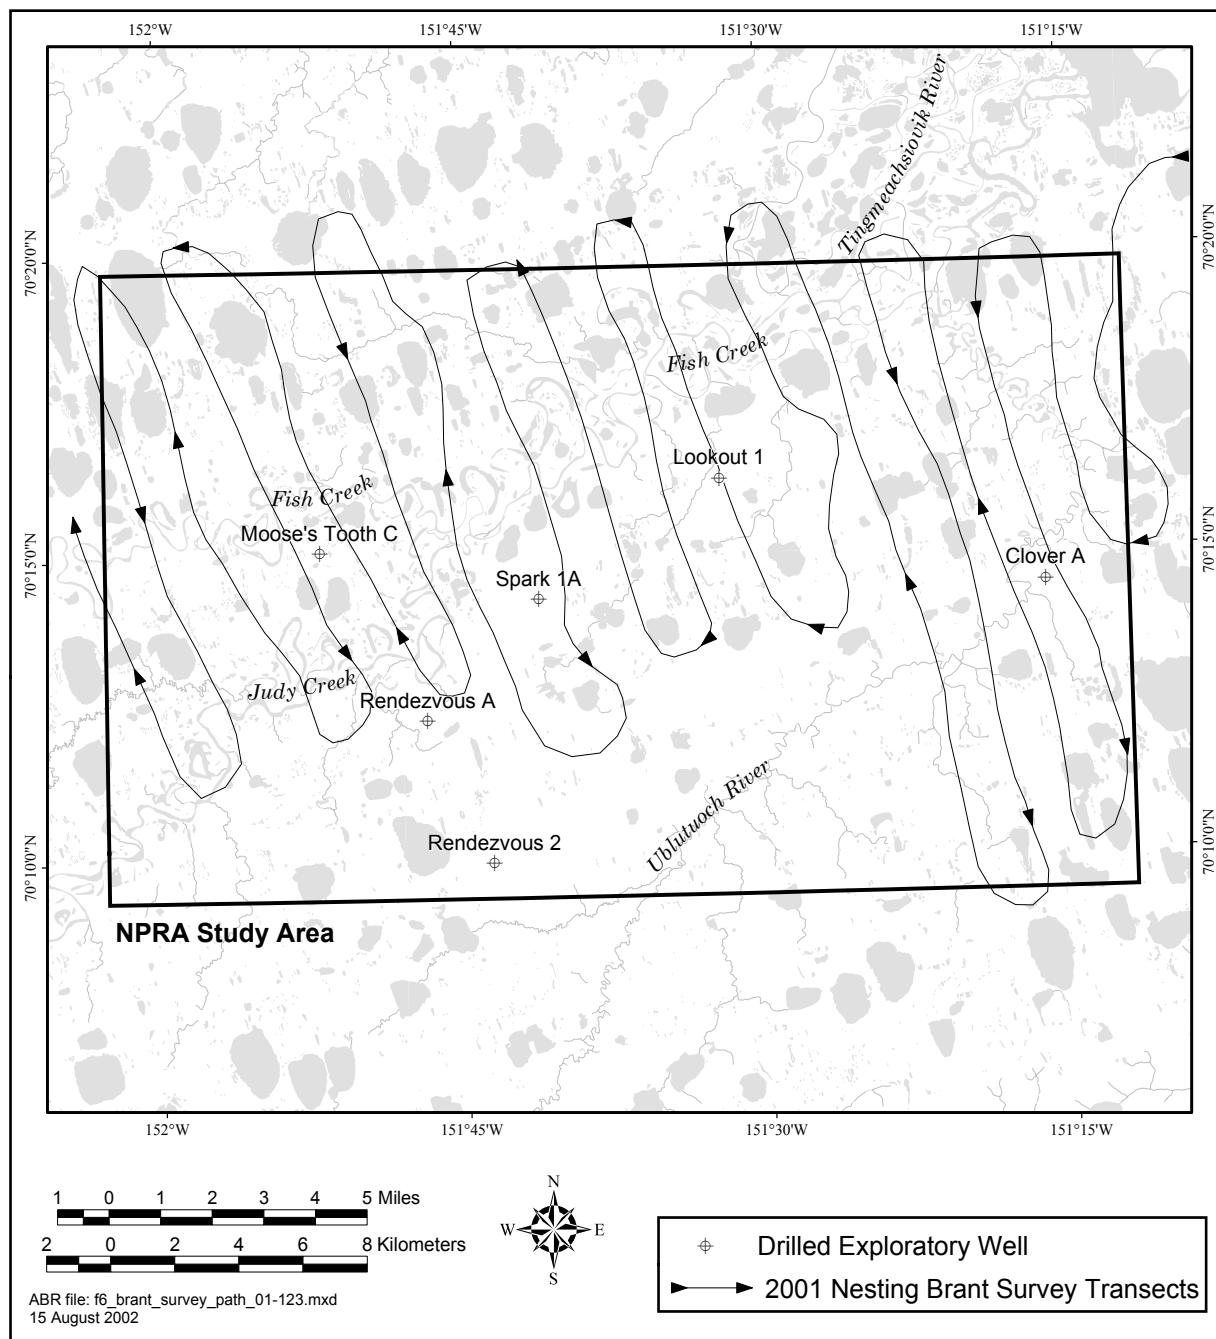 152°W 151°45'W 151°30'W 151°15'W
Tingmeachsiovik River
70°20'0"N
70°20'0"N
Fish Creek
Lookout 1
Fish Creek
Moose's Tooth C
70°15'0"N
70°15'0"N
Spark 1A
Clover A
Judy Creek
Rendezvous A
Ublutuoch River
Rendezvous 2
70°10'0"N
70°10'0"N
NPRA Study Area
152°W 151°45'W 151°30'W 151°15'W
1 0 1 2 3 4 5 Miles
2 0 2 4 6 8 Kilometers
N
W E
S
Drilled Exploratory Well
2001 Nesting Brant Survey Transects
ABR file: f6_brant_survey_path_01-123.mxd
15 August 2002